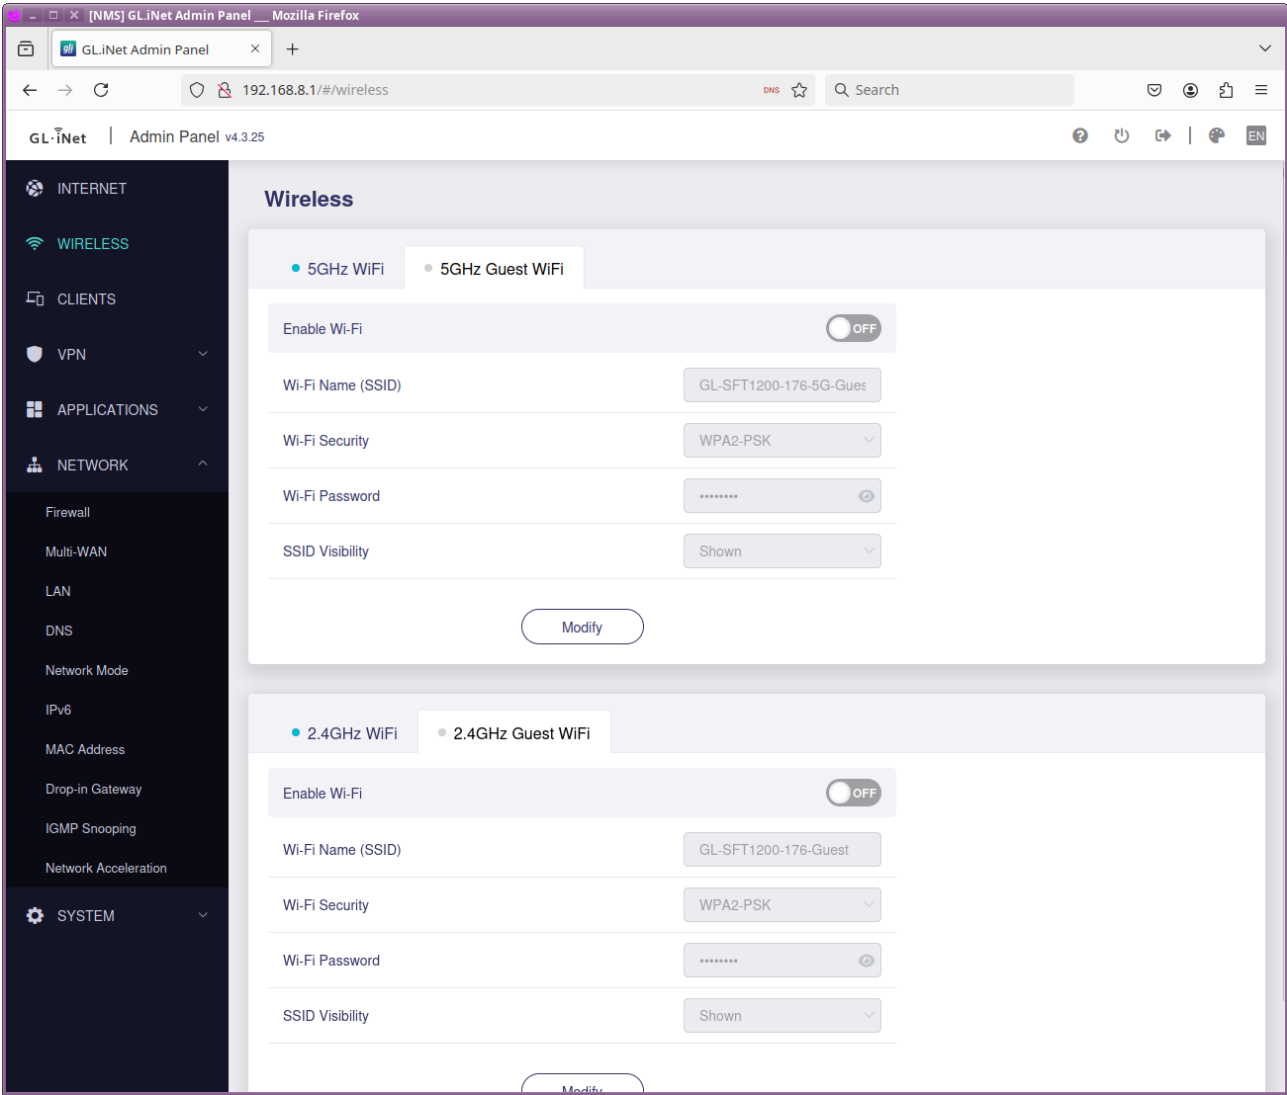 [NMS] GL.iNet Admin Panel __ Mozilla Firefox
gli GL.iNet Admin Panel
192.168.8.1/#/wireless DNS Search
GL·iNet | Admin Panel v4.3.25 EN
INTERNET
WIRELESS
CLIENTS
VPN
APPLICATIONS
NETWORK
Firewall
Multi-WAN
LAN
DNS
Network Mode
IPv6
MAC Address
Drop-in Gateway
IGMP Snooping
Network Acceleration
SYSTEM
Wireless
5GHz WiFi 5GHz Guest WiFi
Enable Wi-Fi OFF
Wi-Fi Name (SSID) GL-SFT1200-176-5G-Gues
Wi-Fi Security WPA2-PSK
Wi-Fi Password ••••••••
SSID Visibility Shown
Modify
2.4GHz WiFi 2.4GHz Guest WiFi
Enable Wi-Fi OFF
Wi-Fi Name (SSID) GL-SFT1200-176-Guest
Wi-Fi Security WPA2-PSK
Wi-Fi Password ••••••••
SSID Visibility Shown
Modify